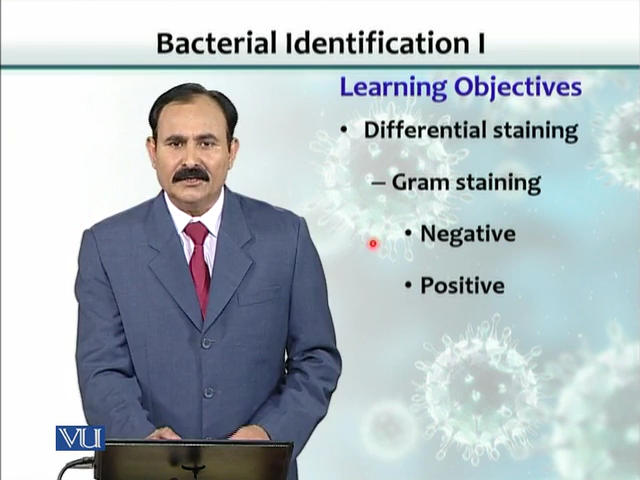 Bacterial Identification I
Learning Objectives
• Differential staining
– Gram staining
• Negative
• Positive
VU